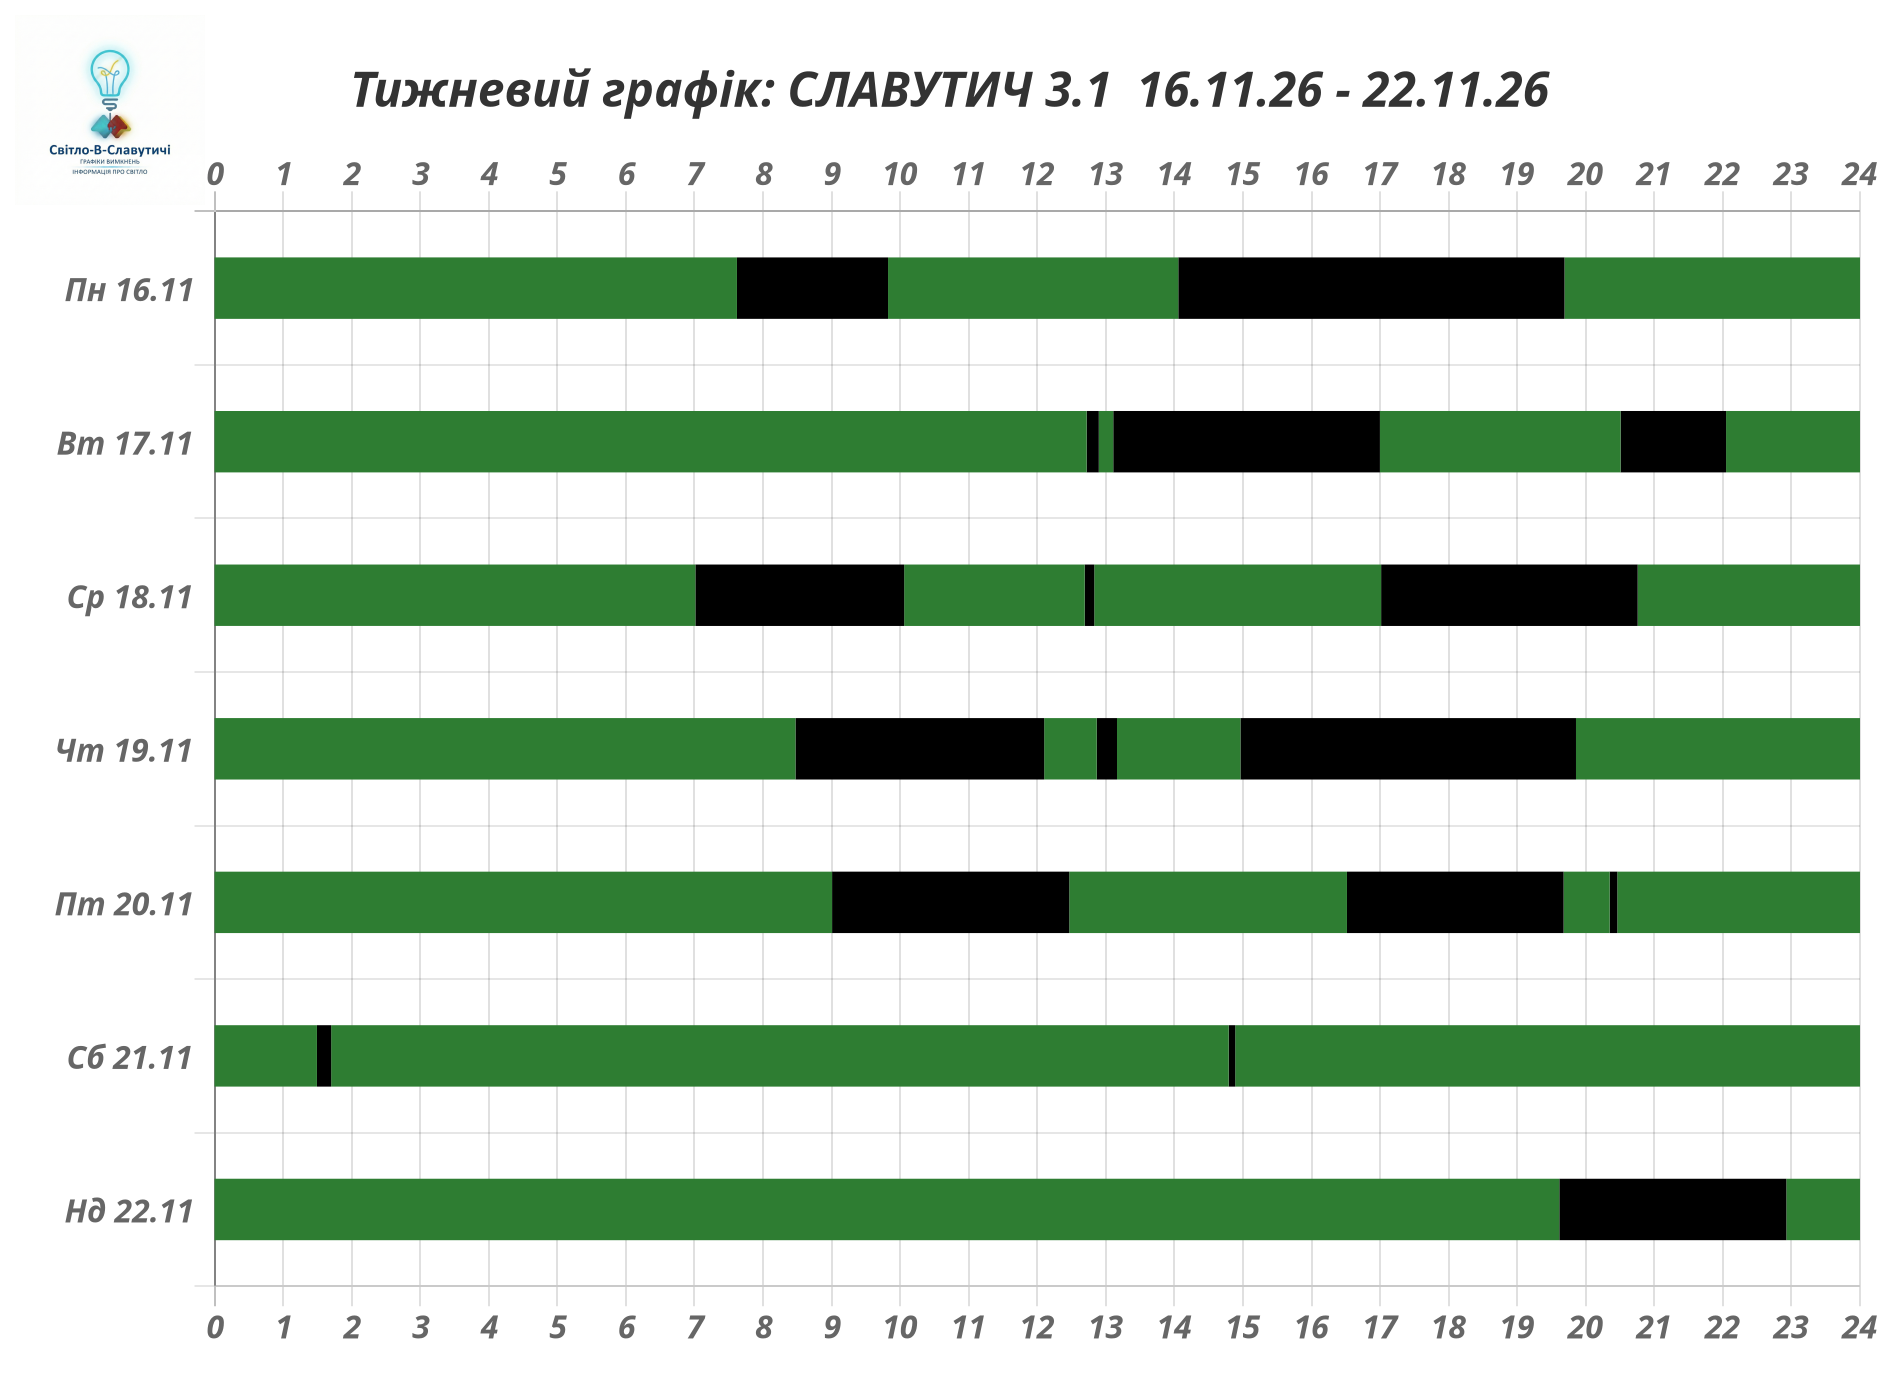 Тижневий графік: СЛАВУТИЧ 3.1 16.11.26 - 22.11.26
Світло-В-Славутичі
ГРАФІКИ ВИМКНЕНЬ
ІНФОРМАЦІЯ ПРО СВІТЛО
0 1 2 3 4 5 6 7 8 9 10 11 12 13 14 15 16 17 18 19 20 21 22 23 24
Пн 16.11
Вт 17.11
Ср 18.11
Чт 19.11
Пт 20.11
Сб 21.11
Нд 22.11
0 1 2 3 4 5 6 7 8 9 10 11 12 13 14 15 16 17 18 19 20 21 22 23 24